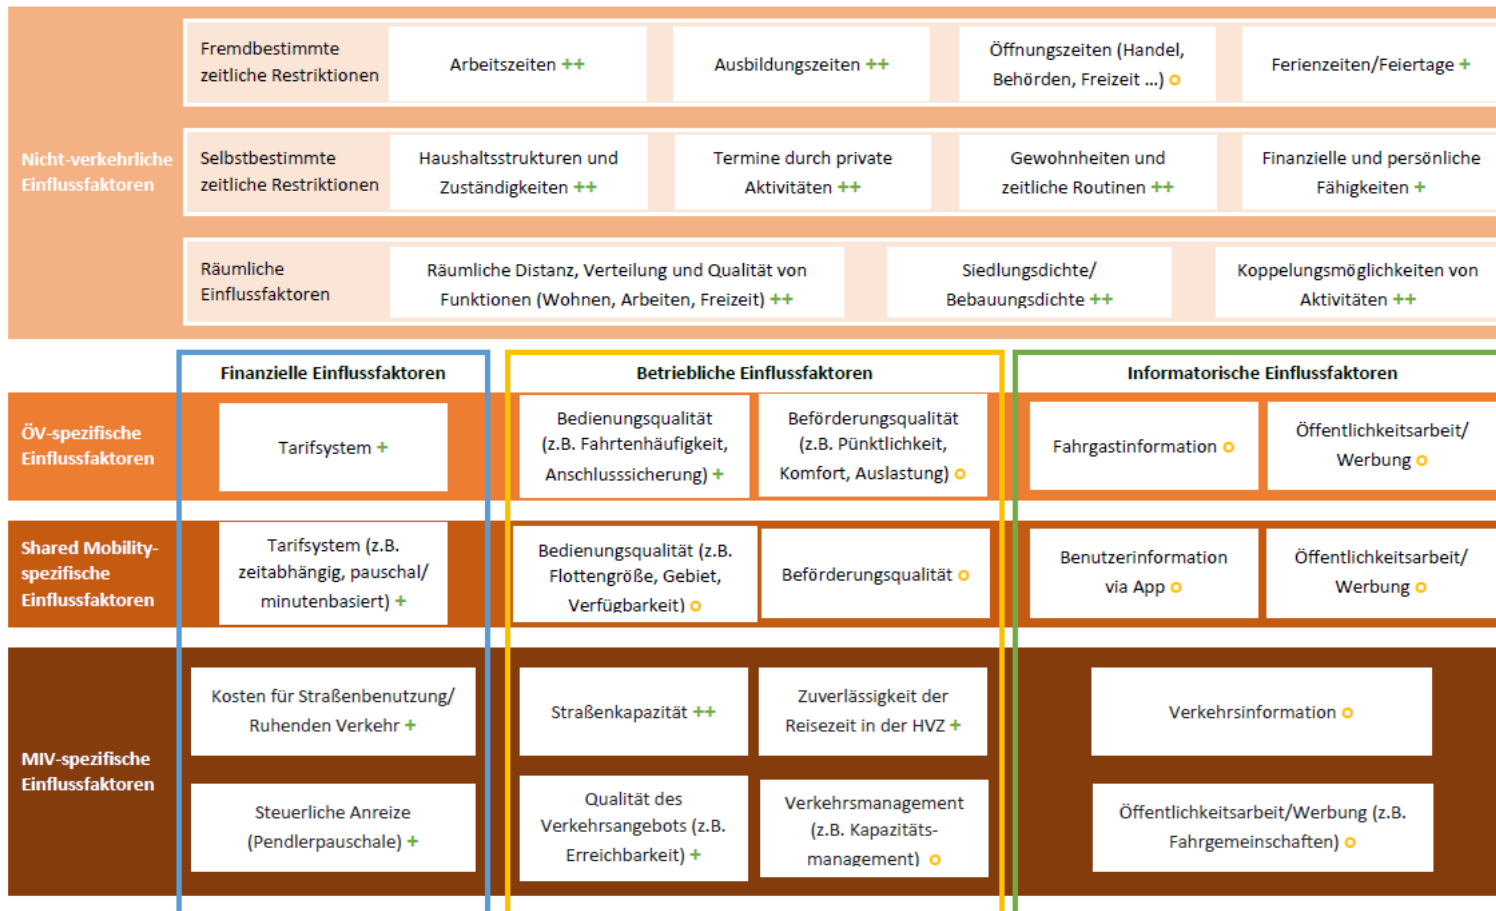 Nicht-verkehrliche
Einflussfaktoren
Fremdbestimmte
zeitliche Restriktionen
Arbeitszeiten ++
Ausbildungszeiten ++
Öffnungszeiten (Handel,
Behörden, Freizeit ...) o
Ferienzeiten/Feiertage +
Selbstbestimmte
zeitliche Restriktionen
Haushaltsstrukturen und
Zuständigkeiten ++
Termine durch private
Aktivitäten ++
Gewohnheiten und
zeitliche Routinen ++
Finanzielle und persönliche
Fähigkeiten +
Räumliche
Einflussfaktoren
Räumliche Distanz, Verteilung und Qualität von
Funktionen (Wohnen, Arbeiten, Freizeit) ++
Siedlungsdichte/
Bebauungsdichte ++
Koppelungsmöglichkeiten von
Aktivitäten ++
Finanzielle Einflussfaktoren
Betriebliche Einflussfaktoren
Informatorische Einflussfaktoren
ÖV-spezifische
Einflussfaktoren
Tarifsystem +
Bedienungsqualität
(z.B. Fahrtenhäufigkeit,
Anschlusssicherung) +
Beförderungsqualität
(z.B. Pünktlichkeit,
Komfort, Auslastung) o
Fahrgastinformation o
Öffentlichkeitsarbeit/
Werbung o
Shared Mobility-
spezifische
Einflussfaktoren
Tarifsystem (z.B.
zeitabhängig, pauschal/
minutenbasiert) +
Bedienungsqualität (z.B.
Flottengröße, Gebiet,
Verfügbarkeit) o
Beförderungsqualität o
Benutzerinformation
via App o
Öffentlichkeitsarbeit/
Werbung o
MIV-spezifische
Einflussfaktoren
Kosten für Straßenbenutzung/
Ruhenden Verkehr +
Straßenkapazität ++
Zuverlässigkeit der
Reisezeit in der HVZ +
Verkehrsinformation o
Steuerliche Anreize
(Pendlerpauschale) +
Qualität des
Verkehrsangebots (z.B.
Erreichbarkeit) +
Verkehrsmanagement
(z.B. Kapazitäts-
management) o
Öffentlichkeitsarbeit/Werbung (z.B.
Fahrgemeinschaften) o